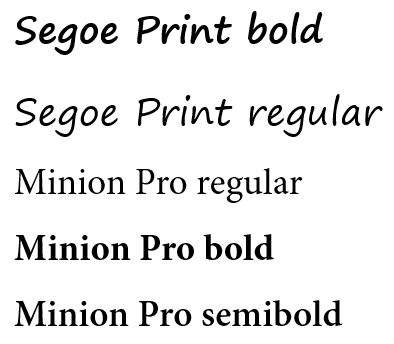 Segoe Print bold
Segoe Print regular
Minion Pro regular
Minion Pro bold
Minion Pro semibold